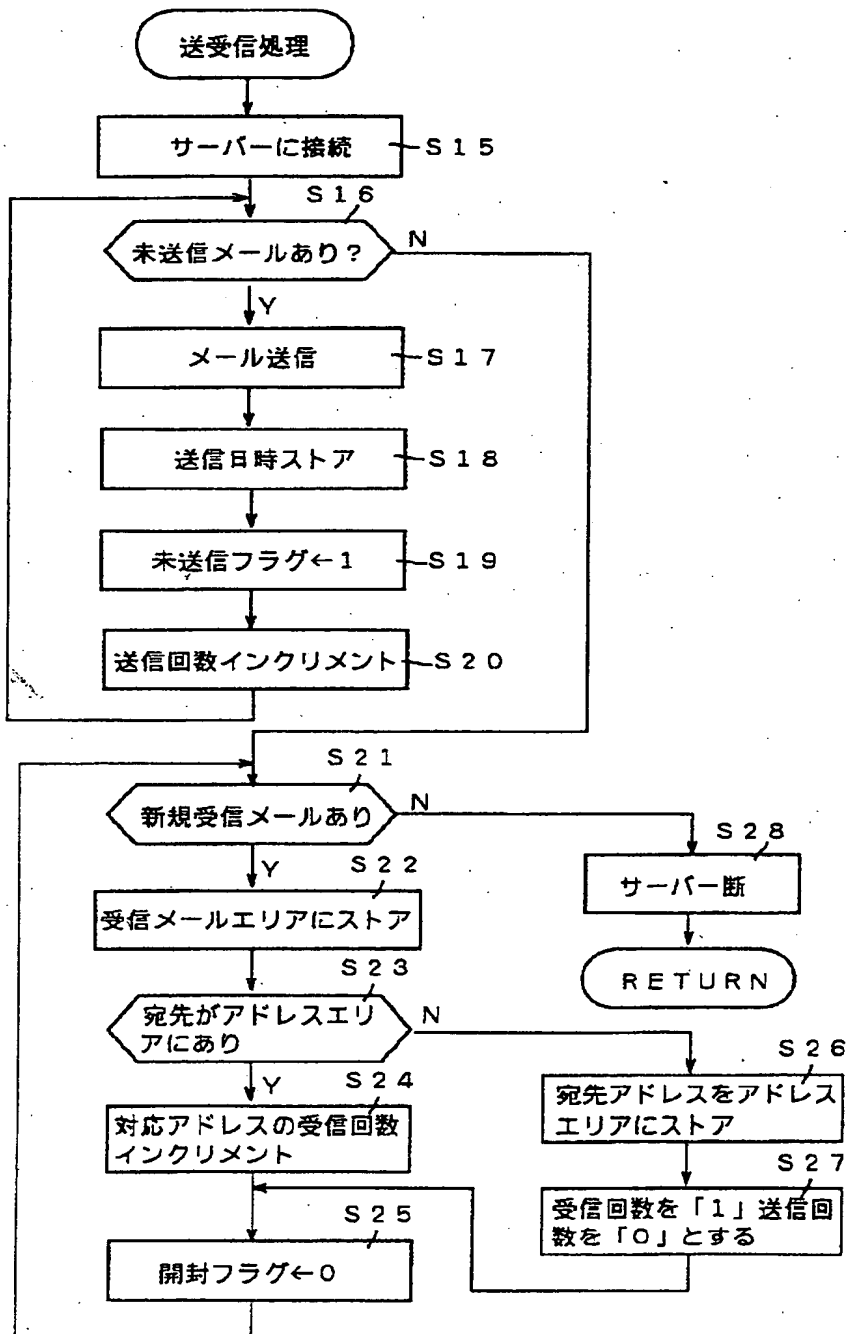 送受信処理
サーバーに接続
S15
S16
未送信メールあり?
N
Y
メール送信
S17
送信日時ストア
S18
未送信フラグ←1
S19
送信回数インクリメント
S20
S21
新規受信メールあり
N
Y
S28
サーバー断
RETURN
S22
受信メールエリアにストア
S23
宛先がアドレスエリ
アにあり
N
Y
S24
対応アドレスの受信回数
インクリメント
S26
宛先アドレスをアドレス
エリアにストア
S27
受信回数を「1」送信回
数を「0」とする
S25
開封フラグ←0